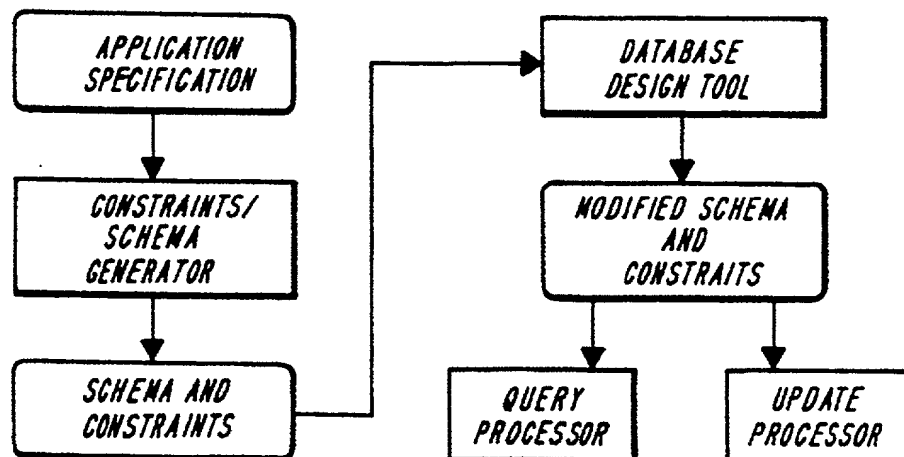 APPLICATION
SPECIFICATION
CONSTRAINTS/
SCHEMA
GENERATOR
SCHEMA AND
CONSTRAINTS
DATABASE
DESIGN TOOL
MODIFIED SCHEMA
AND
CONSTRAITS
QUERY
PROCESSOR
UPDATE
PROCESSOR